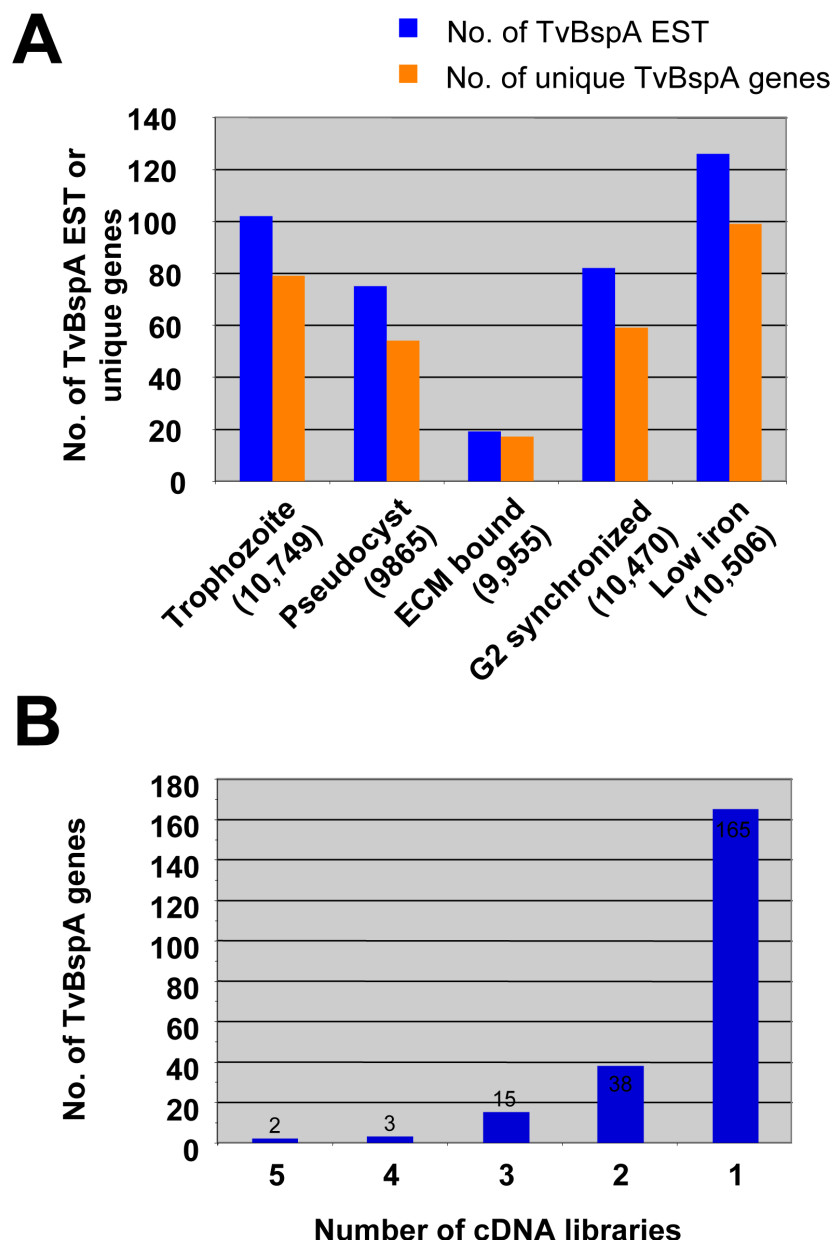 A
No. of TvBspA EST
No. of unique TvBspA genes
No. of TvBspA EST or
unique genes
140
120
100
80
60
40
20
0
Trophozoite
(10,749)
Pseudocyst
(9865)
ECM bound
(9,955)
G2 synchronized
(10,470)
Low iron
(10,506)
B
No. of TvBspA genes
180
160
140
120
100
80
60
40
20
0
2
3
15
38
165
5 4 3 2 1
Number of cDNA libraries